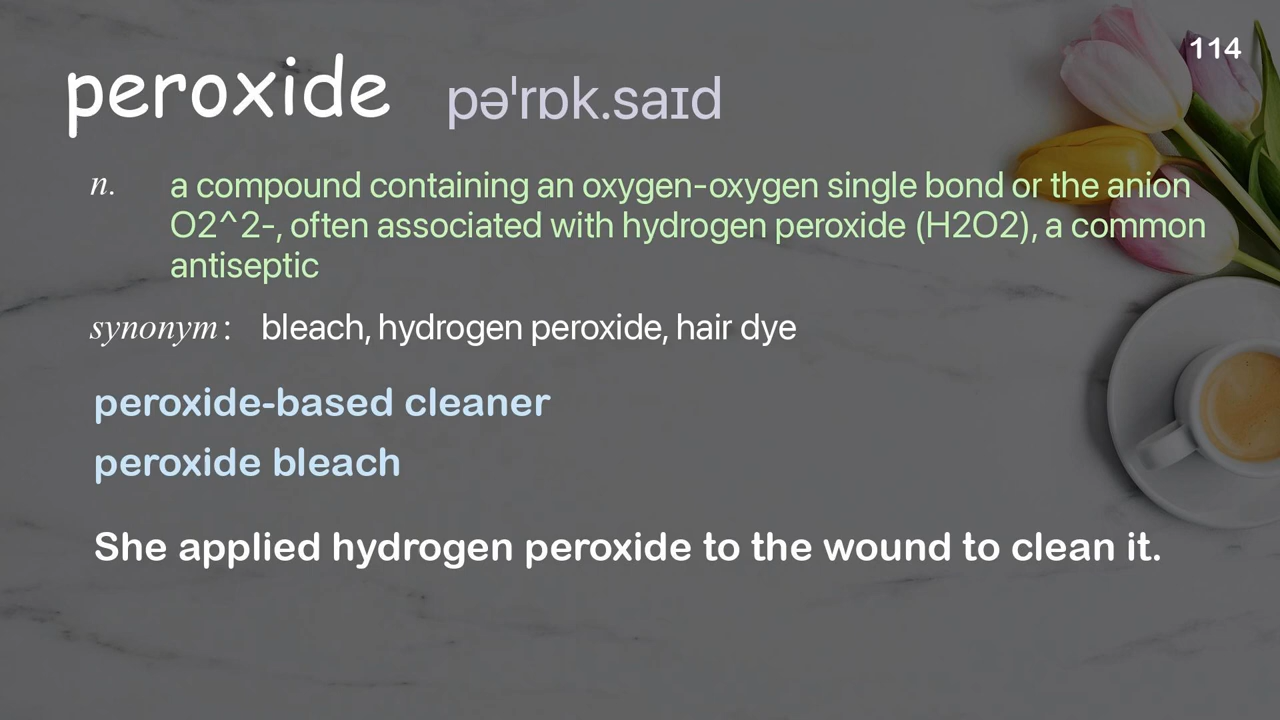 114
peroxide pəˈrɒk.saɪd
n. a compound containing an oxygen-oxygen single bond or the anion
O2^2-, often associated with hydrogen peroxide (H2O2), a common
antiseptic
synonym: bleach, hydrogen peroxide, hair dye
peroxide-based cleaner
peroxide bleach
She applied hydrogen peroxide to the wound to clean it.